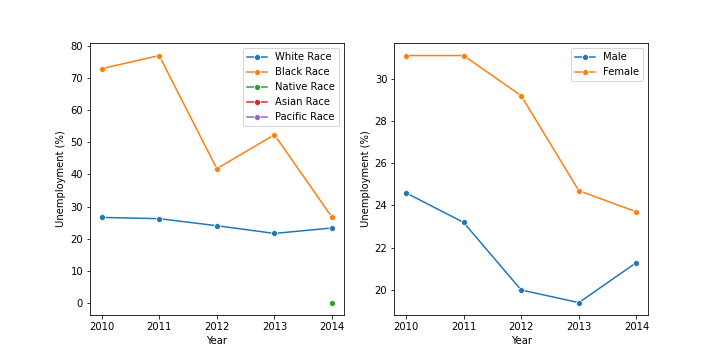 80
70
60
50
40
30
20
10
0
Unemployment (%)
2010 2011 2012 2013 2014
Year
White Race
Black Race
Native Race
Asian Race
Pacific Race
30
28
26
24
22
20
Unemployment (%)
2010 2011 2012 2013 2014
Year
Male
Female